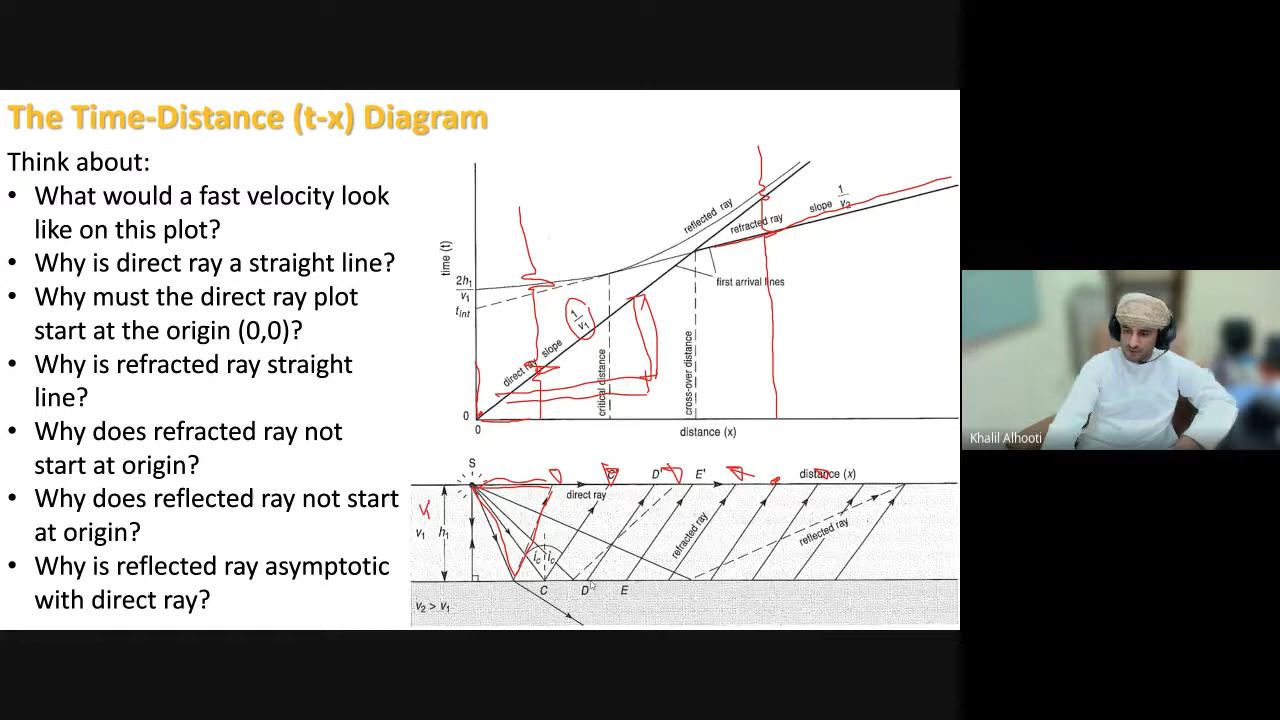 The Time-Distance (t-x) Diagram
Think about:
• What would a fast velocity look
like on this plot?
• Why is direct ray a straight line?
• Why must the direct ray plot
start at the origin (0,0)?
• Why is refracted ray straight
line?
• Why does refracted ray not
start at origin?
• Why does reflected ray not start
at origin?
• Why is reflected ray asymptotic
with direct ray?
time (t)
2h₁
v₁
t_int
0
0
direct ray
slope
1
v₁
critical distance
cross-over distance
reflected ray
refracted ray
slope
1
v₂
first arrival lines
distance (x)
S
C'
D'
E'
distance (x)
direct ray
V₁
v₁
h₁
i_c
i_c
refracted ray
reflected ray
C
D
E
v₂ > v₁
Khalil Alhooti